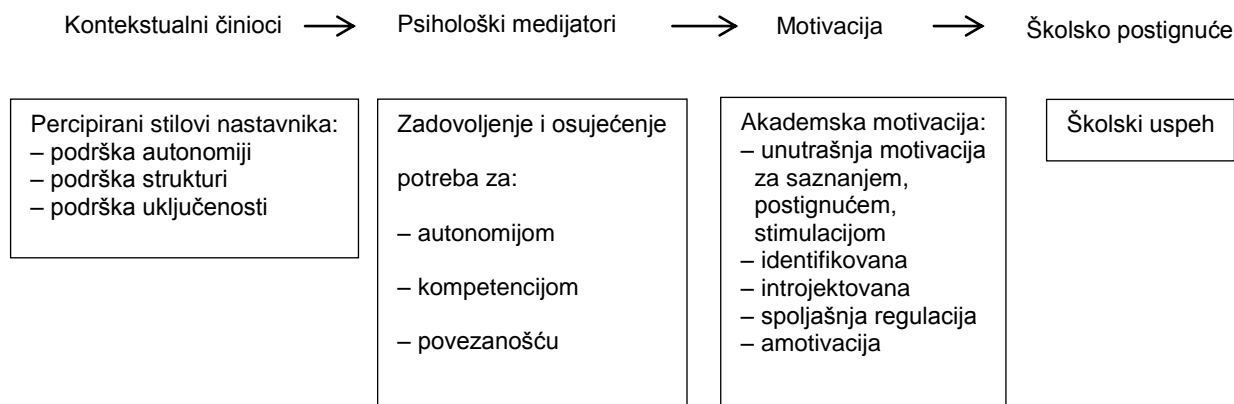 Kontekstualni činioci
Psihološki medijatori
Motivacija
Školsko postignuće
Percipirani stilovi nastavnika:
– podrška autonomiji
– podrška strukturi
– podrška uključenosti
Zadovoljenje i osujećenje
potreba za:
– autonomijom
– kompetencijom
– povezanošću
Akademska motivacija:
– unutrašnja motivacija
za saznanjem,
postignućem,
stimulacijom
– identifikovana
– introjektovana
– spoljašnja regulacija
– amotivacija
Školski uspeh